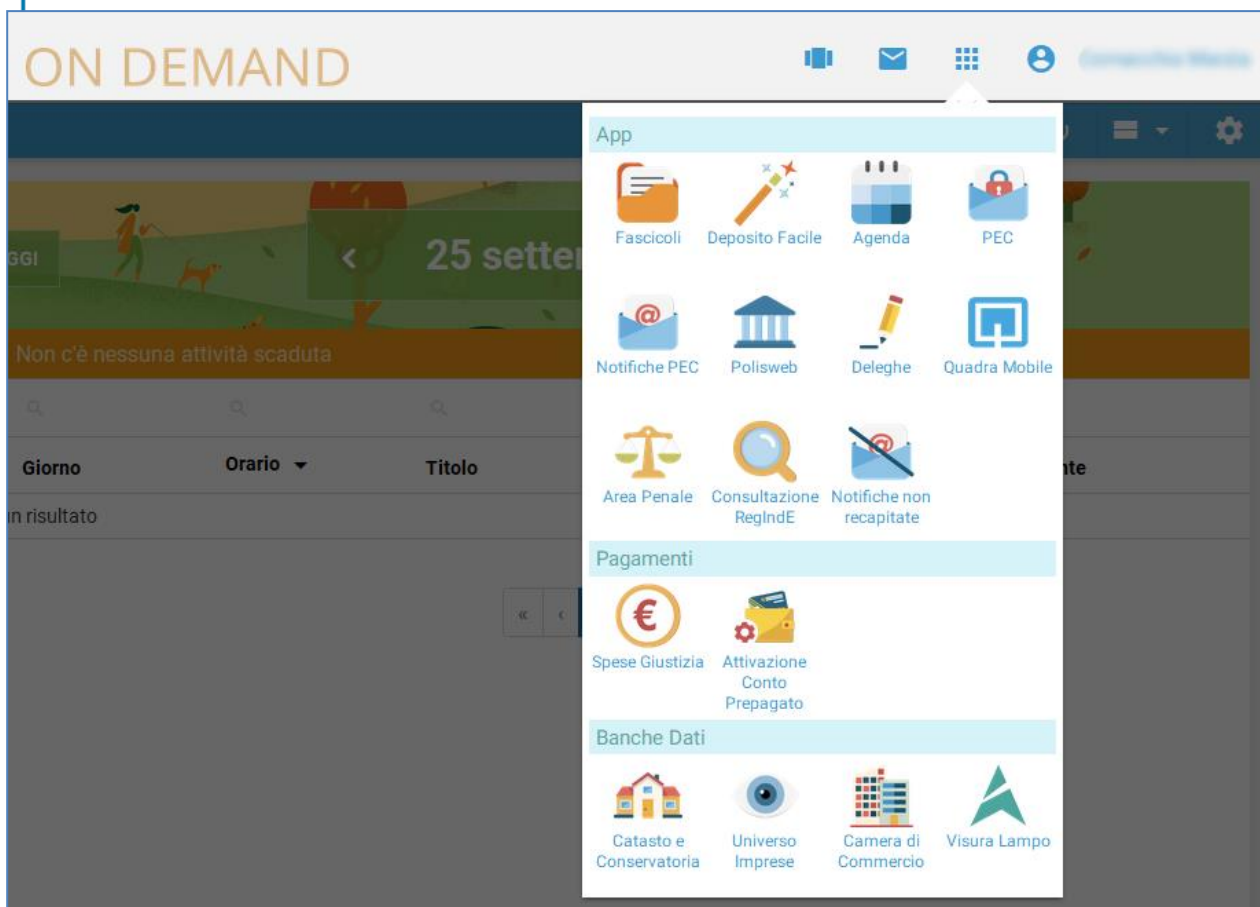 ON DEMAND
App
Fascicoli
Deposito Facile
Agenda
PEC
GGI
25 sette
Non c'è nessuna attività scaduta
Notifiche PEC
Polisweb
Deleghe
Quadra Mobile
Giorno
Orario
Titolo
nte
un risultato
Area Penale
Consultazione
RegIndE
Notifiche non
recapitate
Pagamenti
Spese Giustizia
Attivazione
Conto
Prepagato
Banche Dati
Catasto e
Conservatoria
Universo
Imprese
Camera di
Commercio
Visura Lampo